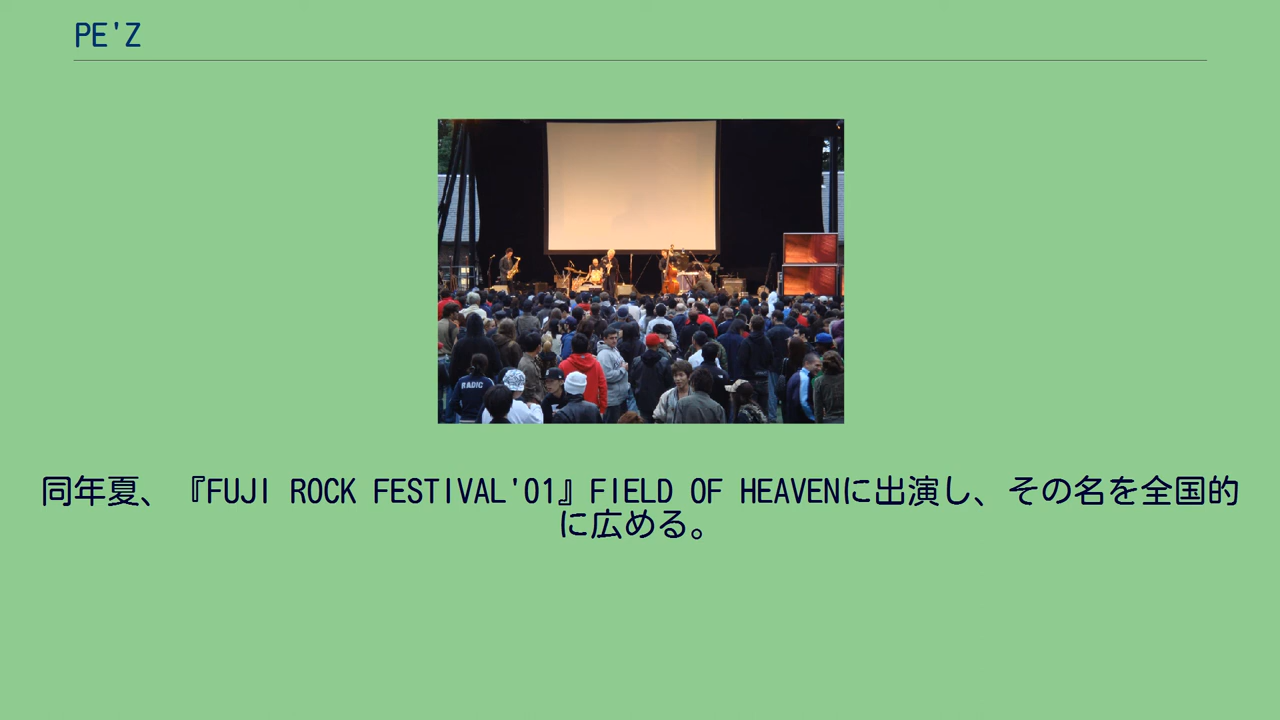 PE'Z
RADIC
同年夏、『FUJI ROCK FESTIVAL'01』FIELD OF HEAVENに出演し、その名を全国的
に広める。